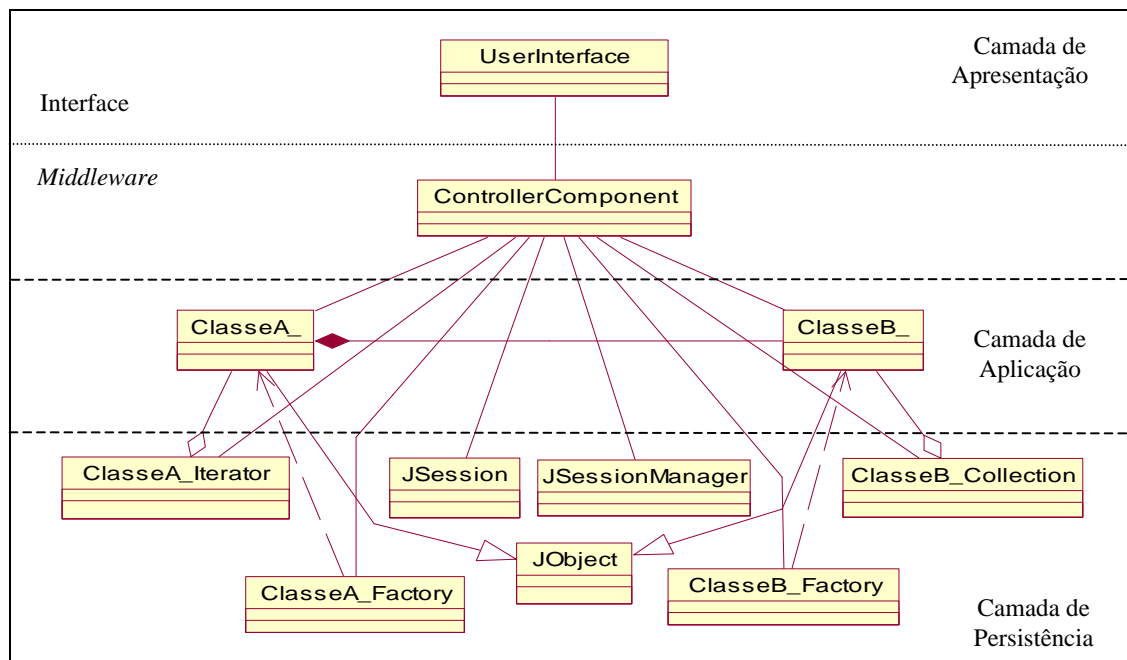 UserInterface
Camada de
Apresentação
Interface
Middleware
ControllerComponent
ClasseA_
ClasseB_
Camada de
Aplicação
ClasseA_Iterator
JSession
JSessionManager
ClasseB_Collection
JObject
ClasseA_Factory
ClasseB_Factory
Camada de
Persistência